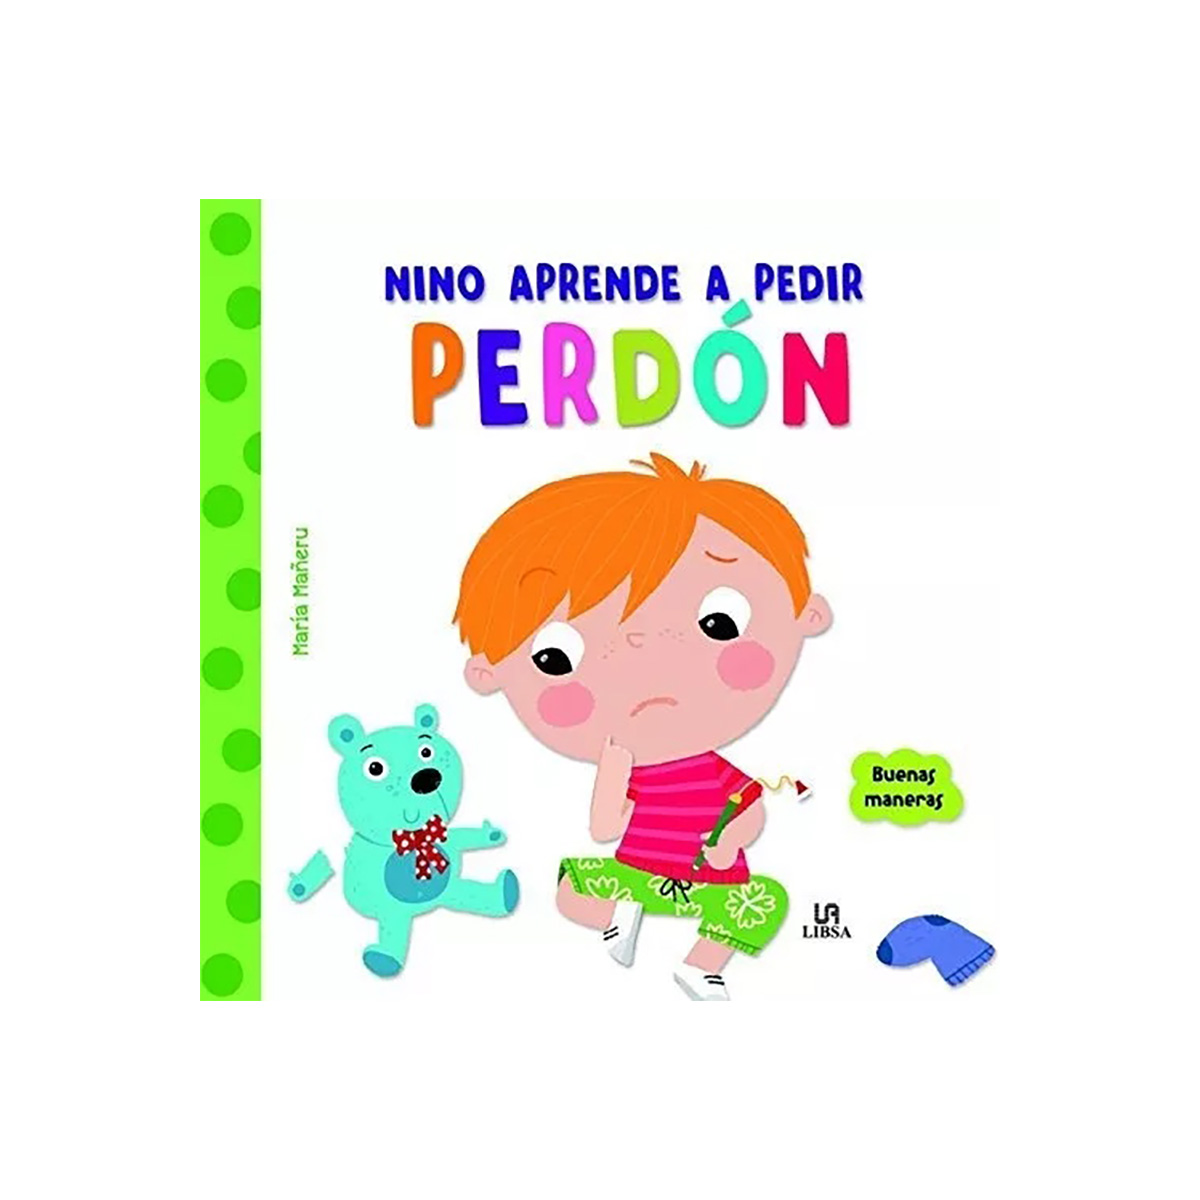 NINO APRENDE A PEDIR
PERDÓN
María Mañeru
Buenas
maneras
LIBSA